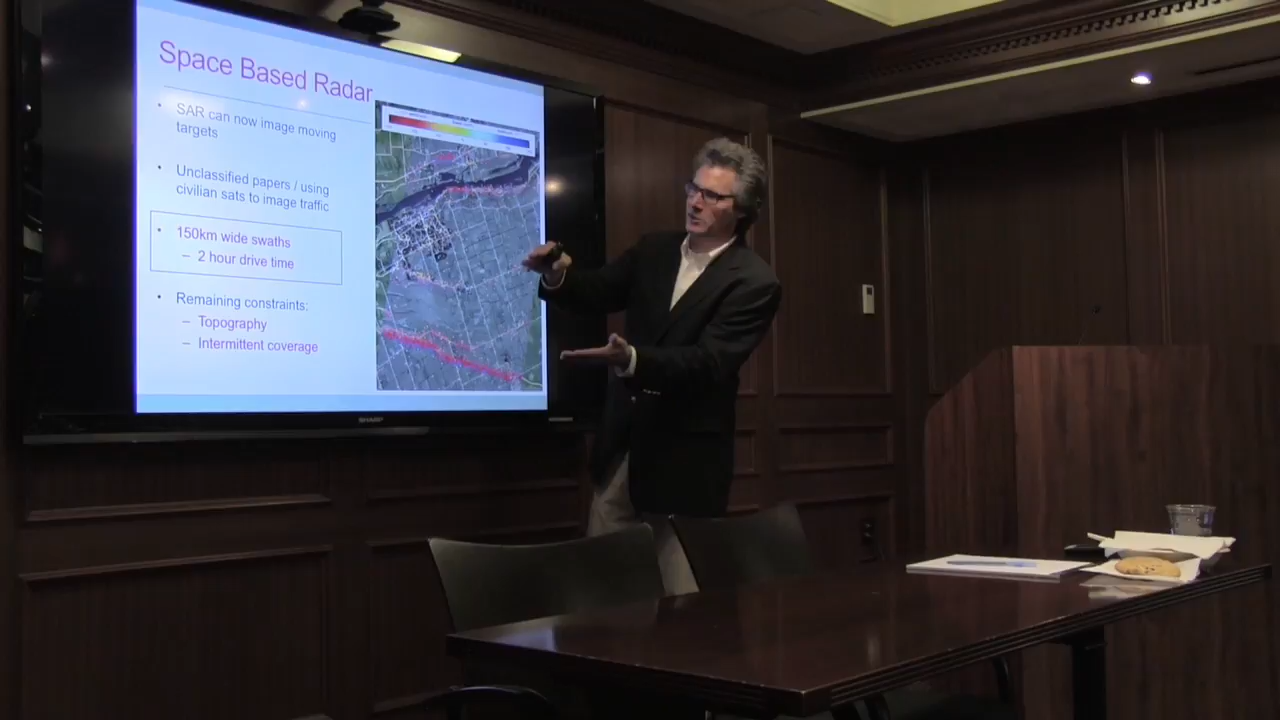 Space Based Radar
• SAR can now image moving
targets
• Unclassified papers / using
civilian sats to image traffic
• 150km wide swaths
– 2 hour drive time
• Remaining constraints:
– Topography
– Intermittent coverage
SHARP